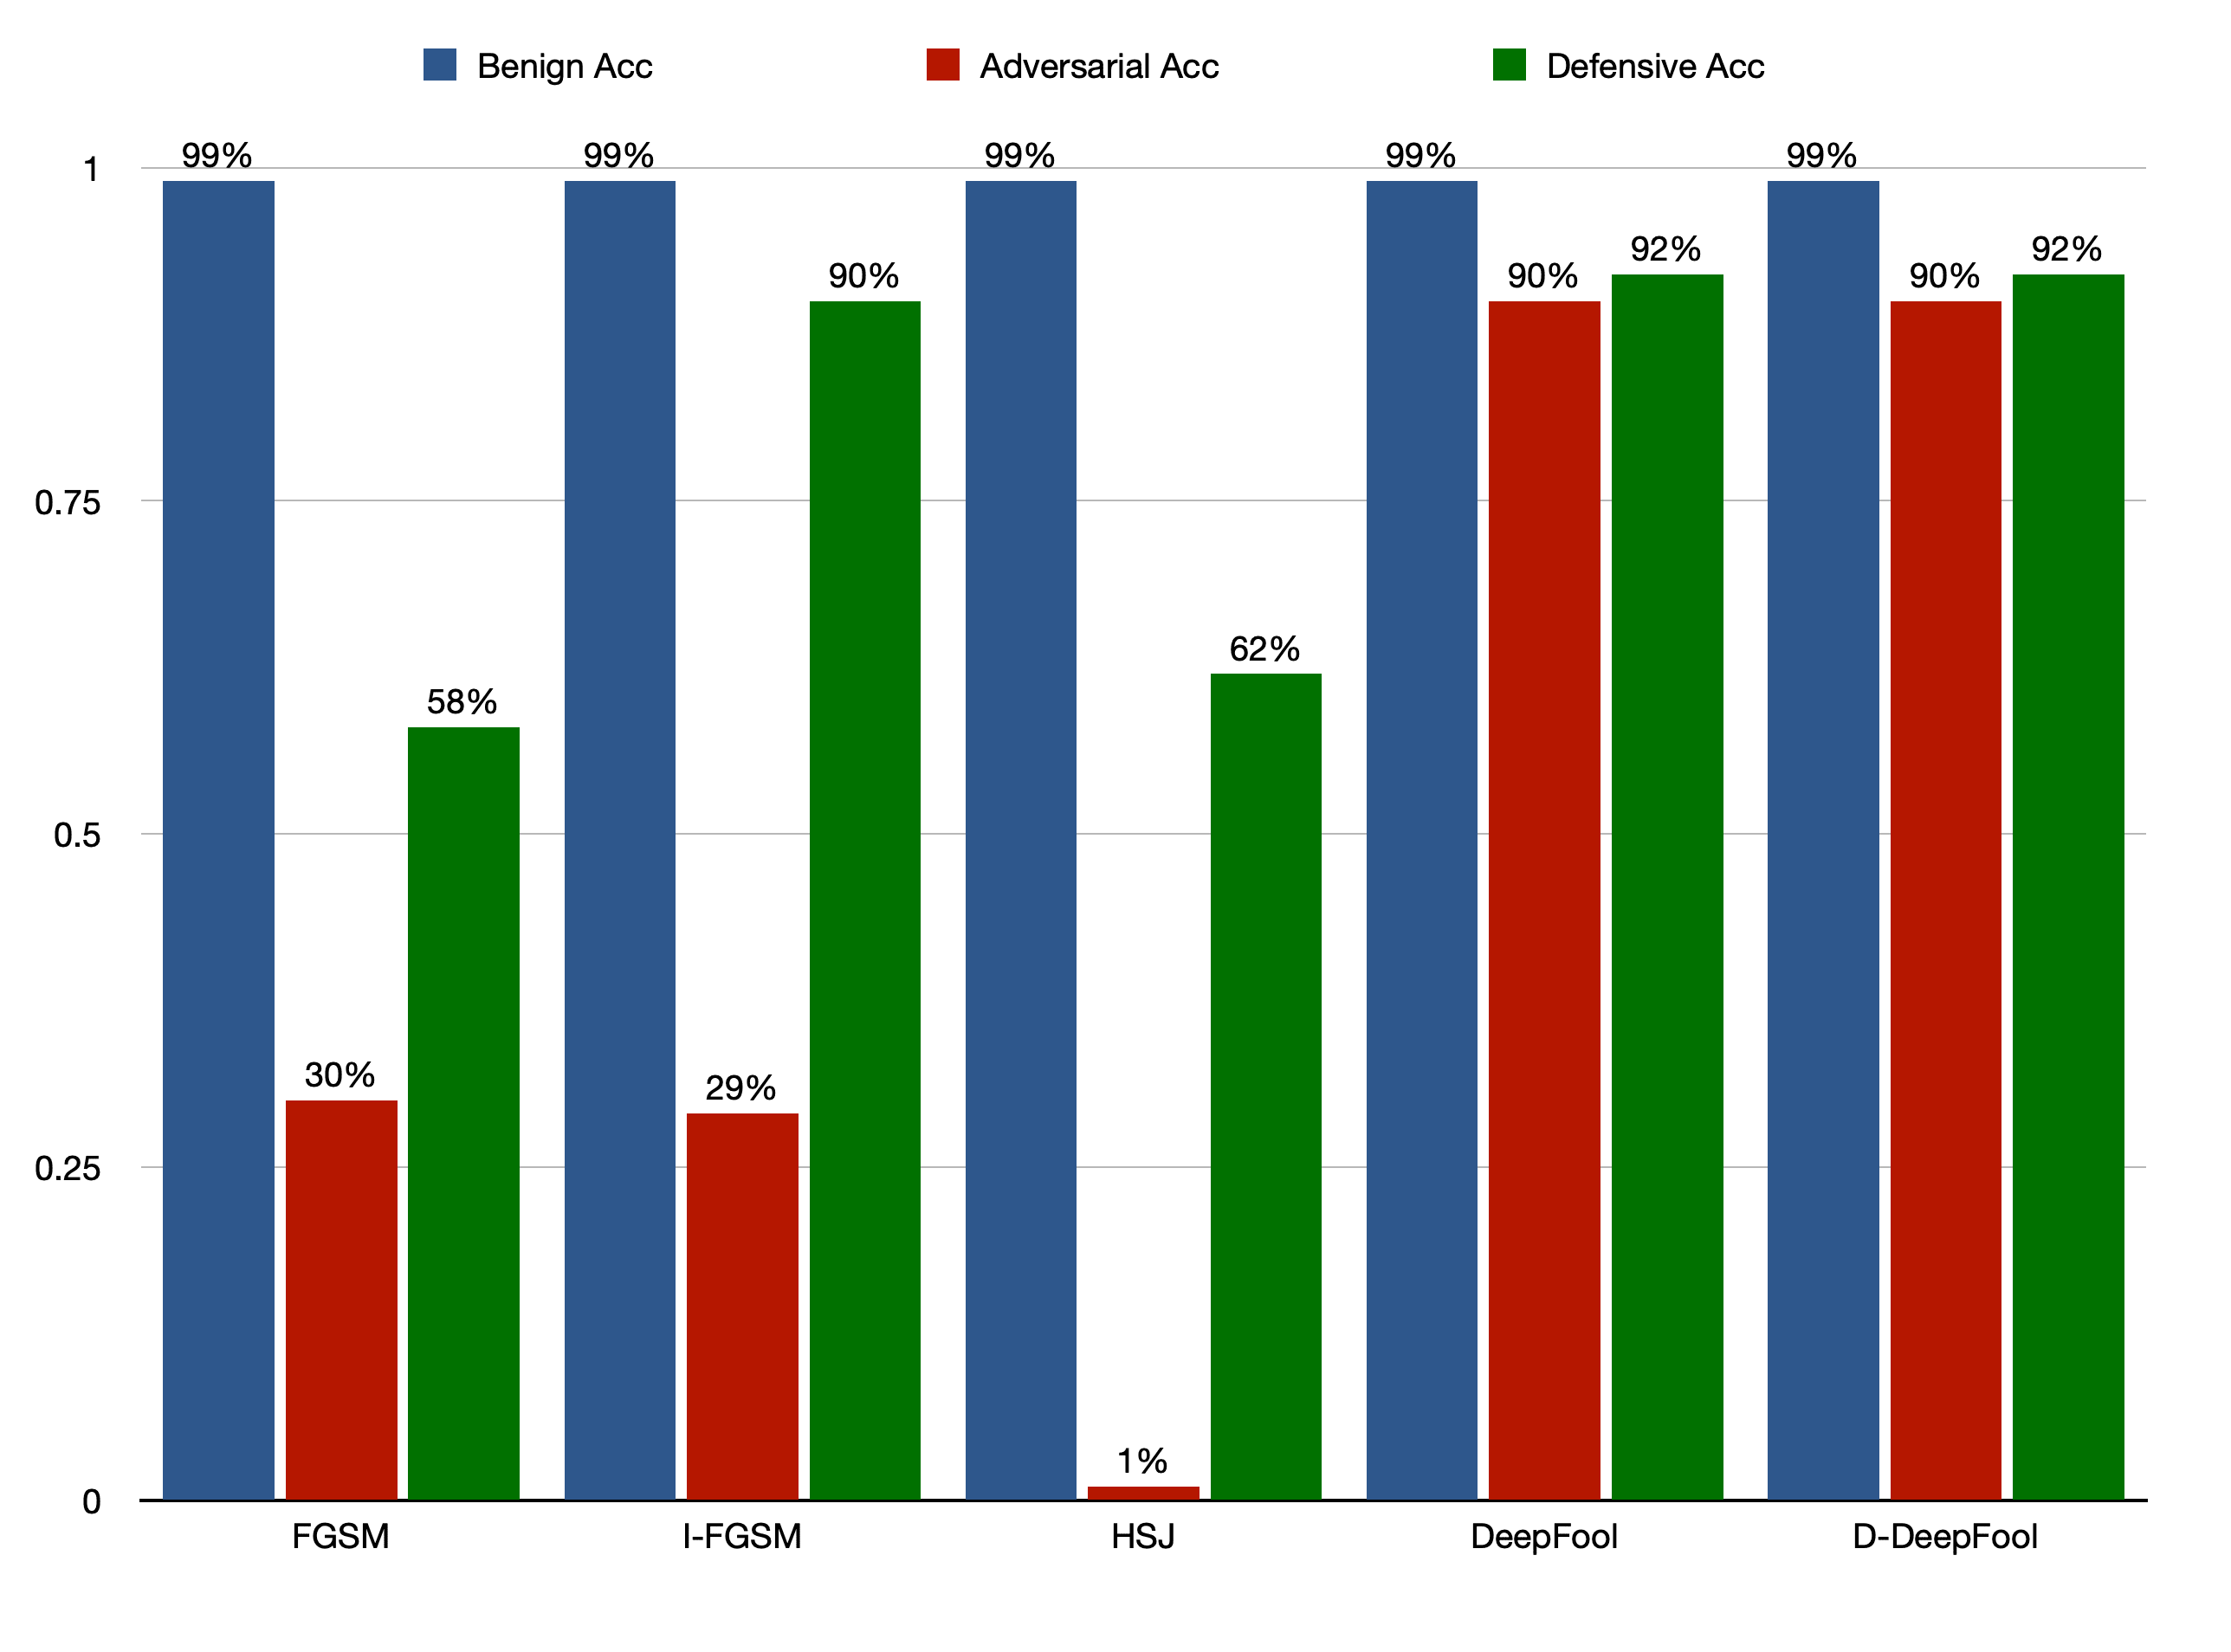 Benign Acc Adversarial Acc Defensive Acc
1
0.75
0.5
0.25
0
99% 30% 58%
99% 29% 90%
99% 1% 62%
99% 90% 92%
99% 90% 92%
FGSM I-FGSM HSJ DeepFool D-DeepFool